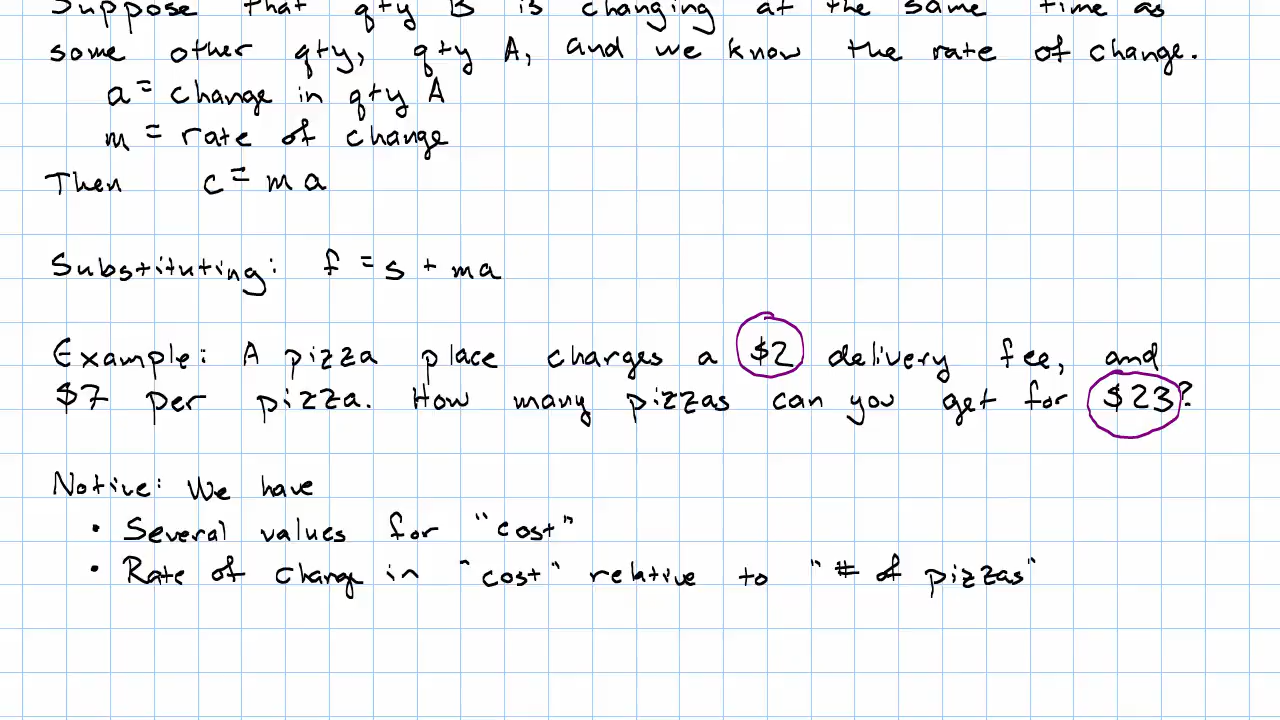 Suppose that qty B is changing at the same time as
some other qty, qty A, and we know the rate of change.
a = change in qty A
m = rate of change
Then c = ma
Substituting: f = s + ma
Example: A pizza place charges a $2 delivery fee, and
$7 per pizza. How many pizzas can you get for $23?
Notice: We have
• Several values for "cost"
• Rate of change in "cost" relative to "# of pizzas"